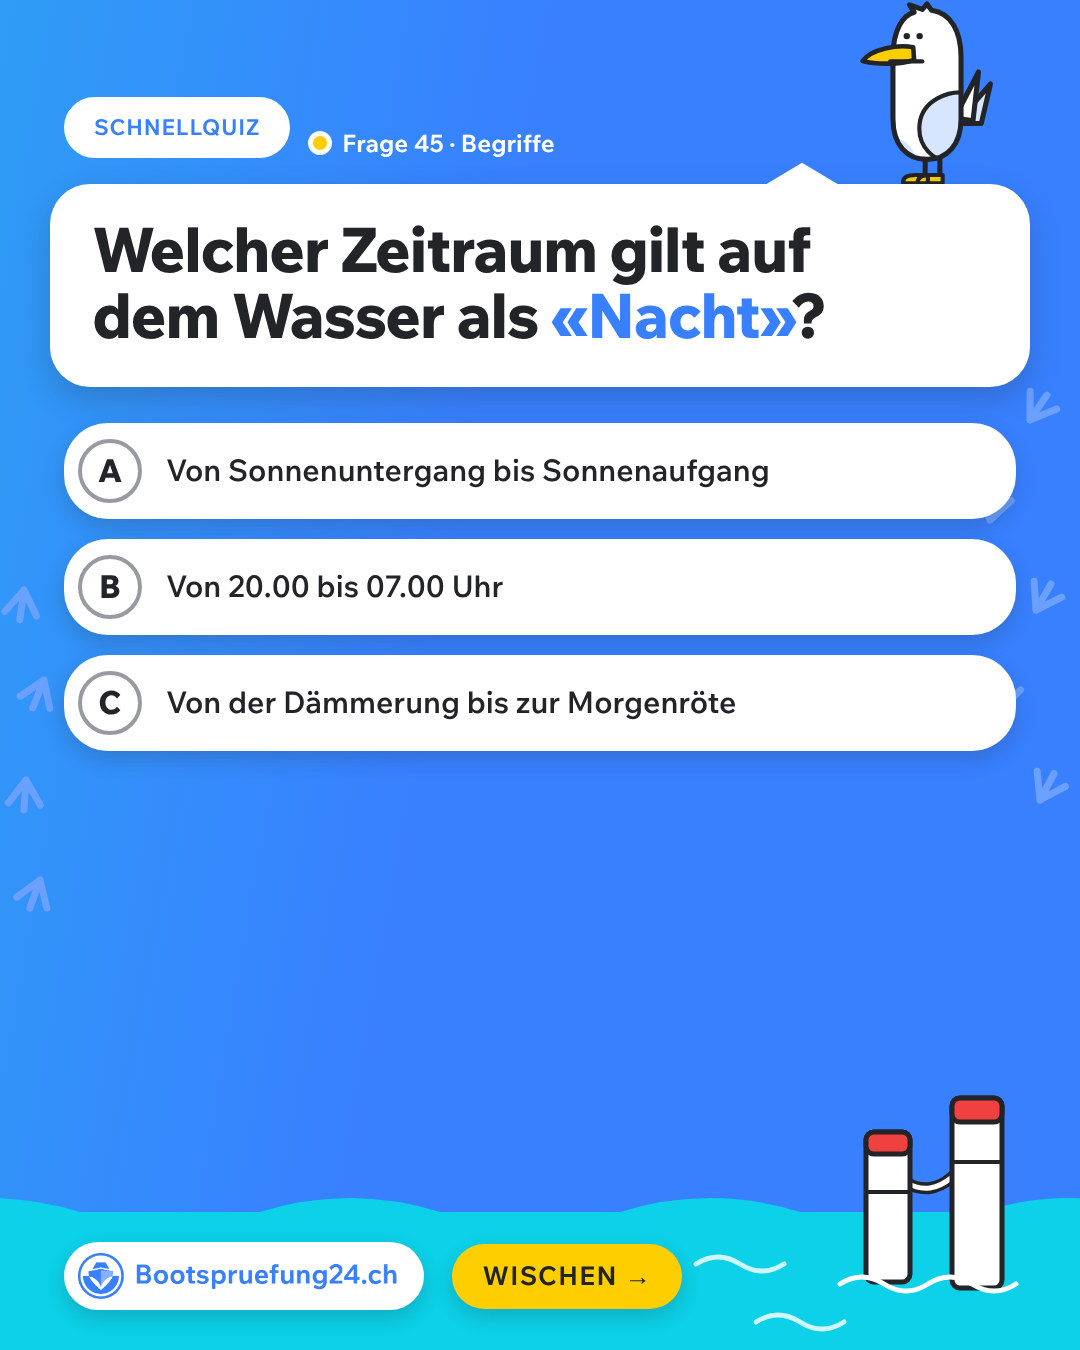 SCHNELLQUIZ
Frage 45 · Begriffe
Welcher Zeitraum gilt auf
dem Wasser als «Nacht»?
A Von Sonnenuntergang bis Sonnenaufgang
B Von 20.00 bis 07.00 Uhr
C Von der Dämmerung bis zur Morgenröte
Bootspruefung24.ch
WISCHEN →